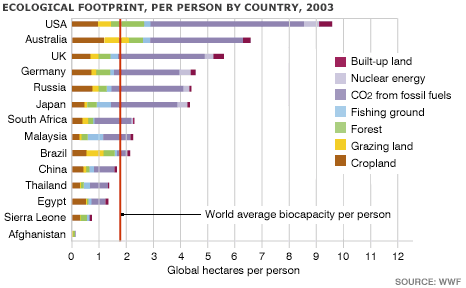 ECOLOGICAL FOOTPRINT, PER PERSON BY COUNTRY, 2003
USA
Australia
UK
Germany
Russia
Japan
South Africa
Malaysia
Brazil
China
Thailand
Egypt
Sierra Leone
Afghanistan
Built-up land
Nuclear energy
CO2 from fossil fuels
Fishing ground
Forest
Grazing land
Cropland
World average biocapacity per person
0 1 2 3 4 5 6 7 8 9 10 11 12
Global hectares per person
SOURCE: WWF